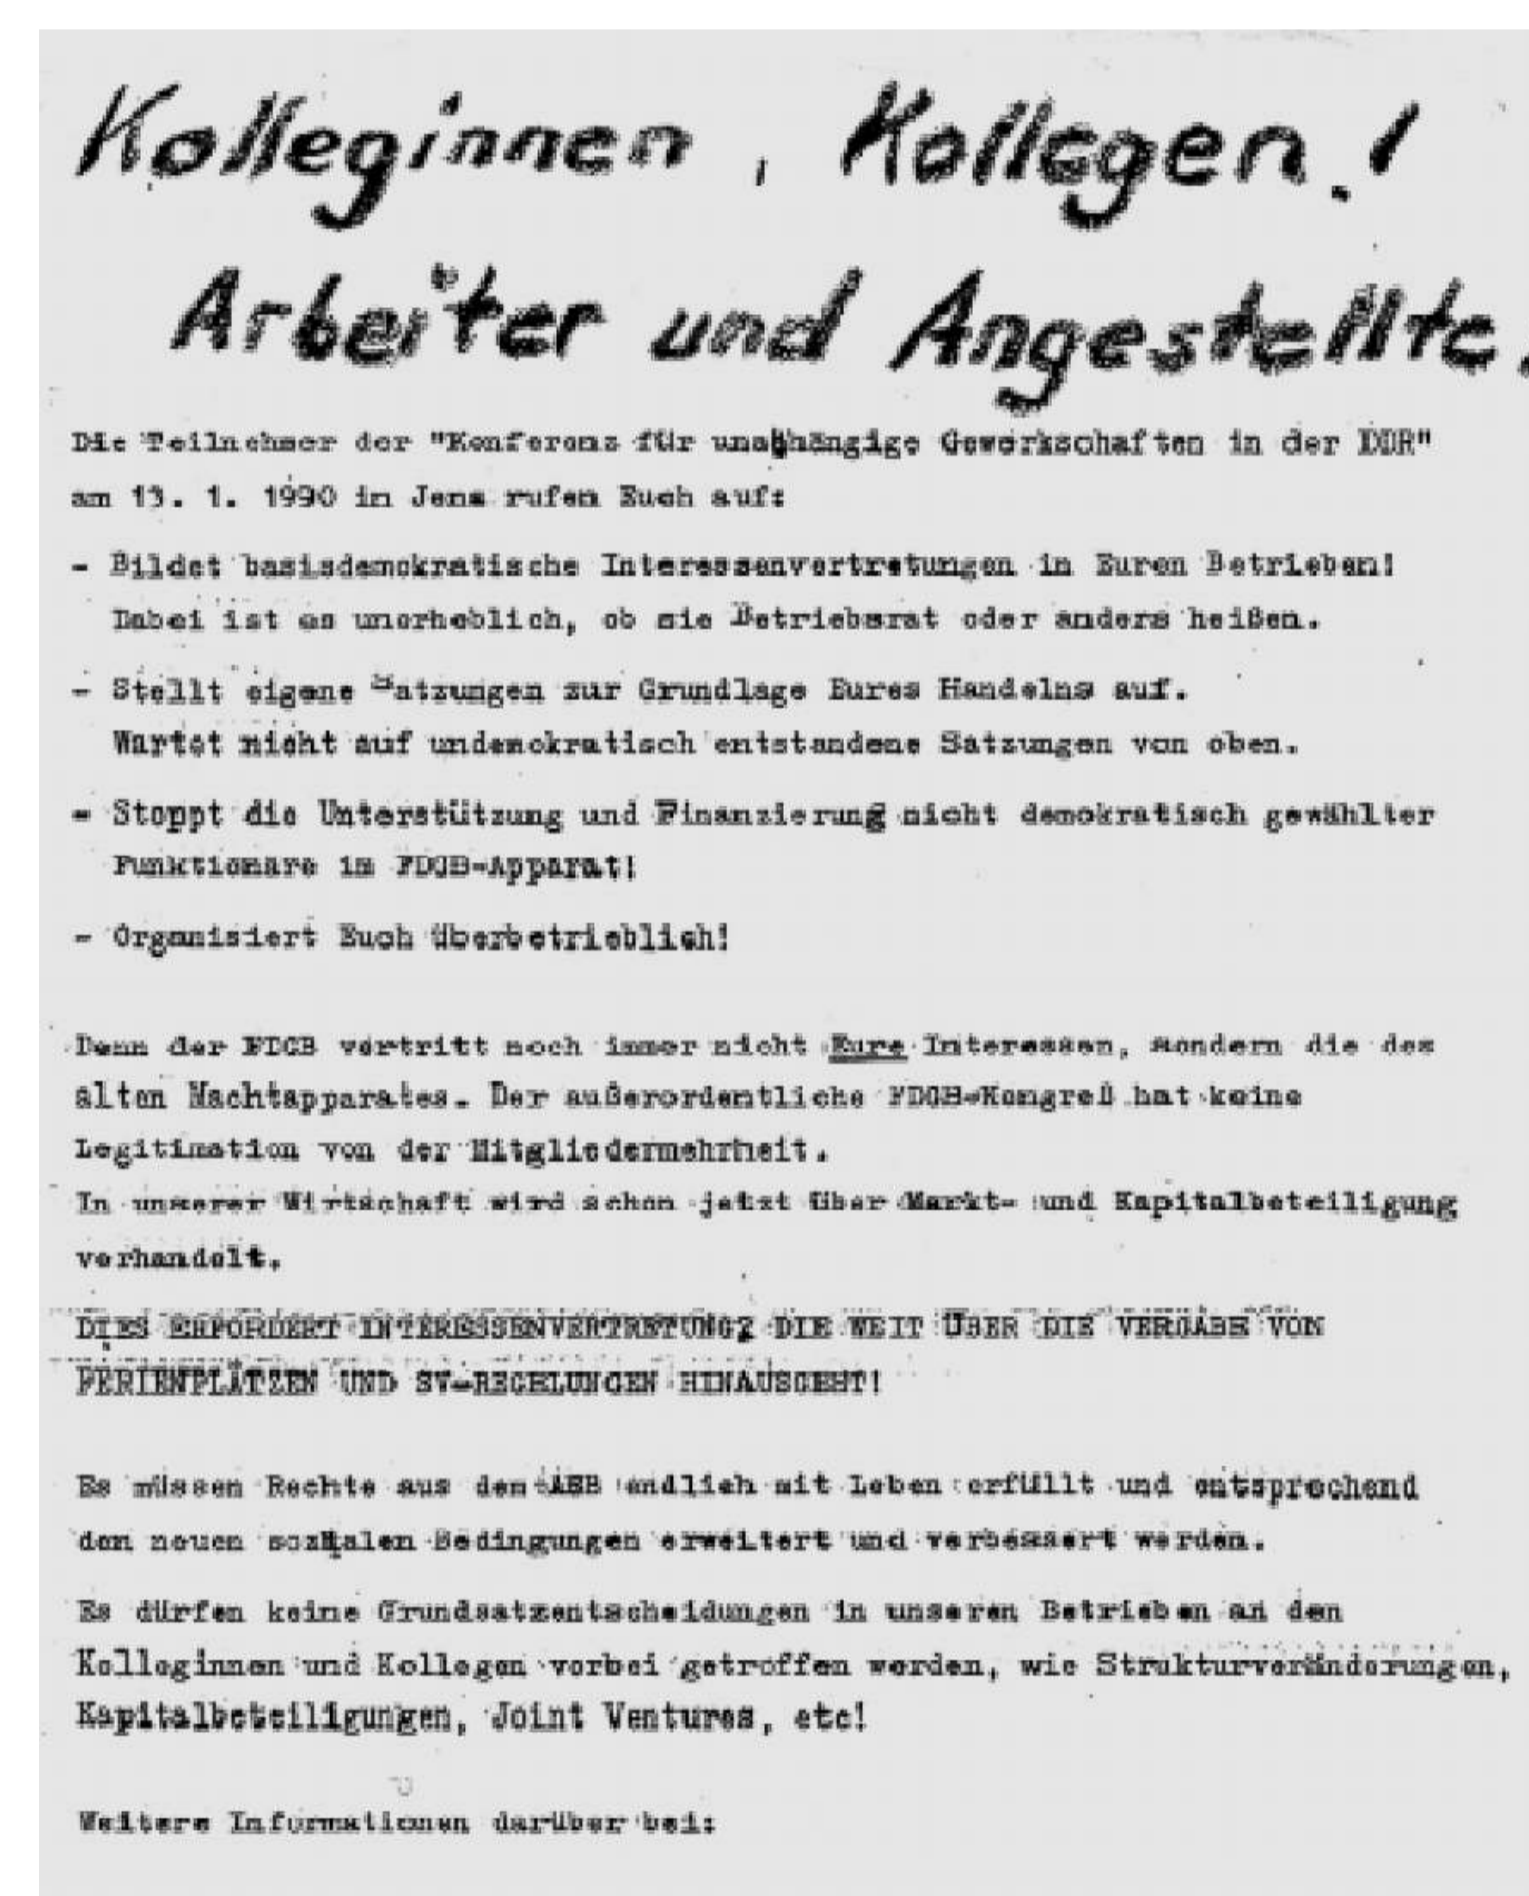 Kolleginnen, Kollegen!
Arbeiter und Angestellte.
Die Teilnehmer der "Konferenz für unabhängige Gewerkschaften in der DDR"
am 13. 1. 1990 in Jena rufen Euch auf:
- Bildet basisdemokratische Interessenvertretungen in Euren Betrieben!
Dabei ist es unerheblich, ob sie Betriebsrat oder anders heißen.
- Stellt eigene Satzungen zur Grundlage Eures Handelns auf.
Wartet nicht auf undemokratisch entstandene Satzungen von oben.
- Stoppt die Unterstützung und Finanzierung nicht demokratisch gewählter
Funktionäre im FDGB-Apparat!
- Organisiert Euch überbetrieblich!
Denn der FDGB vertritt noch immer nicht Eure Interessen, sondern die des
alten Machtapparates. Der außerordentliche FDGB-Kongreß hat keine
Legitimation von der Mitgliedermehrheit.
In unserer Wirtschaft wird schon jetzt über Markt- und Kapitalbeteiligung
verhandelt.
DIES ERFORDERT INTERESSENVERTRETUNG? DIE WEIT ÜBER DIE VERGABE VON
FERIENPLÄTZEN UND SV-REGELUNGEN HINAUSGEHT!
Es müssen Rechte aus dem AGB endlich mit Leben erfüllt und entsprechend
den neuen sozialen Bedingungen erweitert und verbessert werden.
Es dürfen keine Grundsatzentscheidungen in unseren Betrieben an den
Kolleginnen und Kollegen vorbei getroffen werden, wie Strukturveränderungen,
Kapitalbeteiligungen, Joint Ventures, etc!
Weitere Informationen darüber bei: